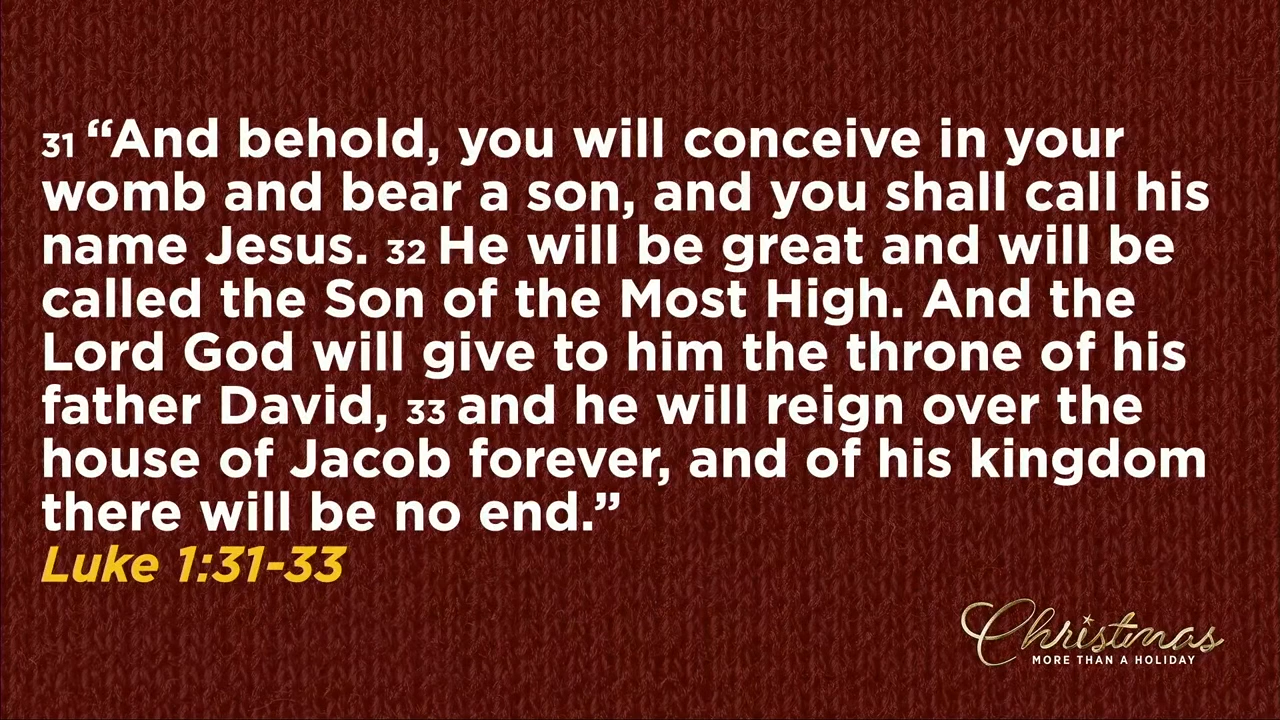 31 “And behold, you will conceive in your
womb and bear a son, and you shall call his
name Jesus. 32 He will be great and will be
called the Son of the Most High. And the
Lord God will give to him the throne of his
father David, 33 and he will reign over the
house of Jacob forever, and of his kingdom
there will be no end.”
Luke 1:31-33
Christmas
MORE THAN A HOLIDAY